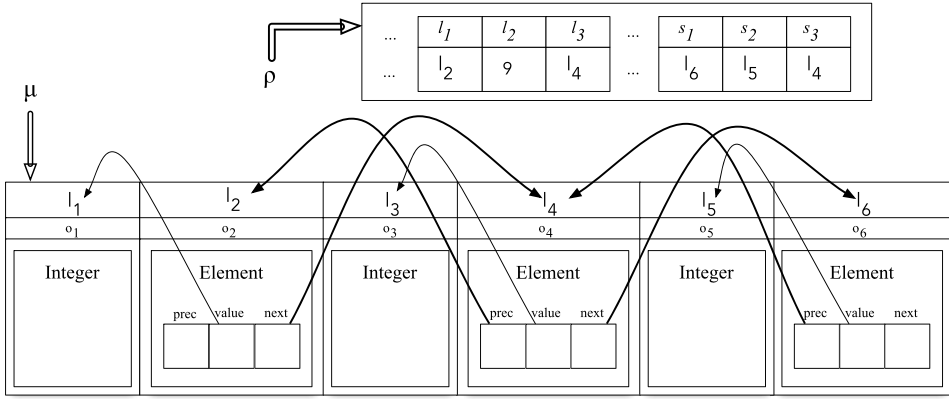 ... l₁ l₂ l₃ ... s₁ s₂ s₃
... l₂ 9 l₄ ... l₆ l₅ l₄
ρ
μ
l₁ l₂ l₃ l₄ l₅ l₆
o₁ o₂ o₃ o₄ o₅ o₆
Integer Element Integer Element Integer Element
prec value next prec value next prec value next